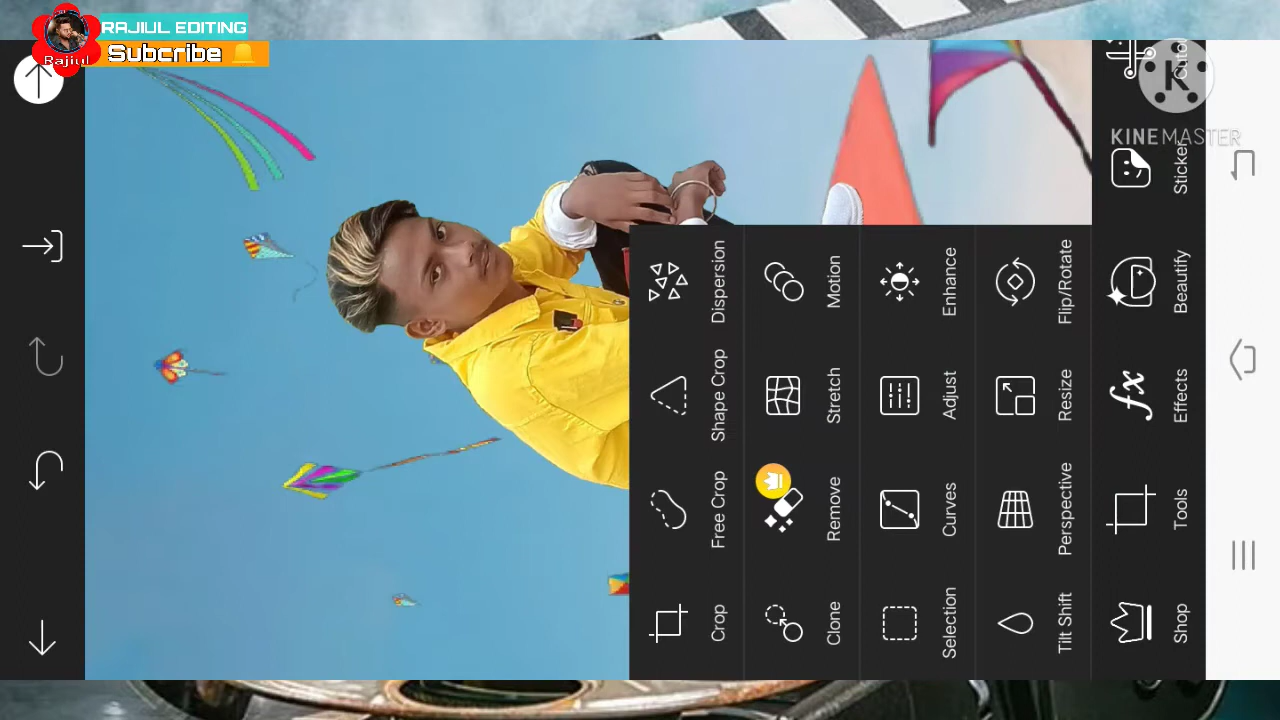 RAJIUL EDITING
Subcribe
Rajiul
KINEMASTER
Dispersion
Motion
Enhance
Flip/Rotate
Shape Crop
Stretch
Adjust
Resize
Free Crop
Remove
Curves
Perspective
Crop
Clone
Selection
Tilt Shift
Sticker
Beautify
fx
Effects
Tools
Shop